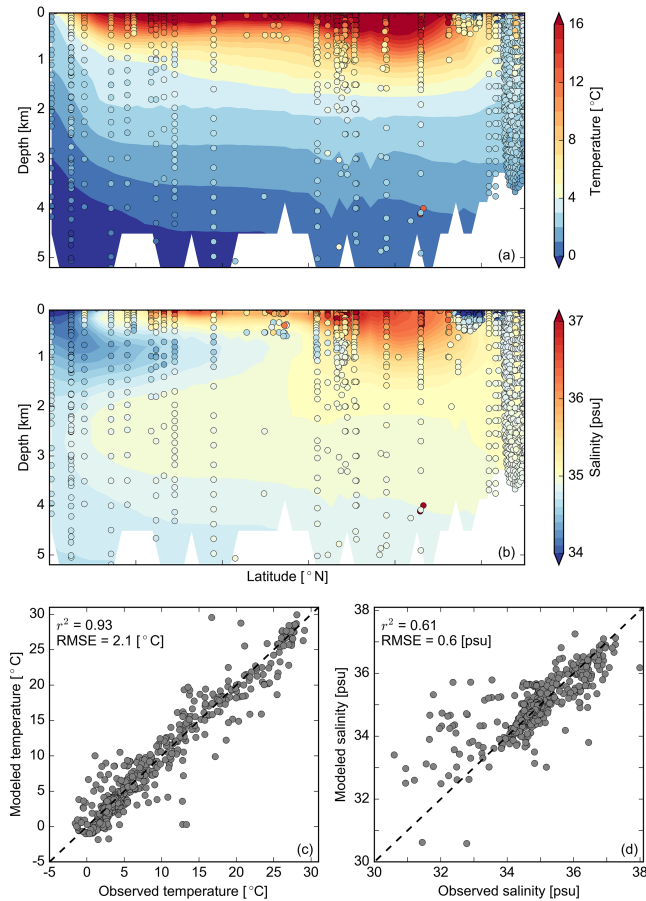 0
1
2
3
4
5
Depth [km]
(a)
16
12
8
4
0
Temperature [°C]
0
1
2
3
4
5
Depth [km]
(b)
Latitude [°N]
37
36
35
34
Salinity [psu]
r² = 0.93
RMSE = 2.1 [°C]
30
25
20
15
10
5
0
-5
Modeled temperature [°C]
(c)
-5 0 5 10 15 20 25 30
Observed temperature [°C]
r² = 0.61
RMSE = 0.6 [psu]
38
36
34
32
30
Modeled salinity [psu]
(d)
30 32 34 36 38
Observed salinity [psu]